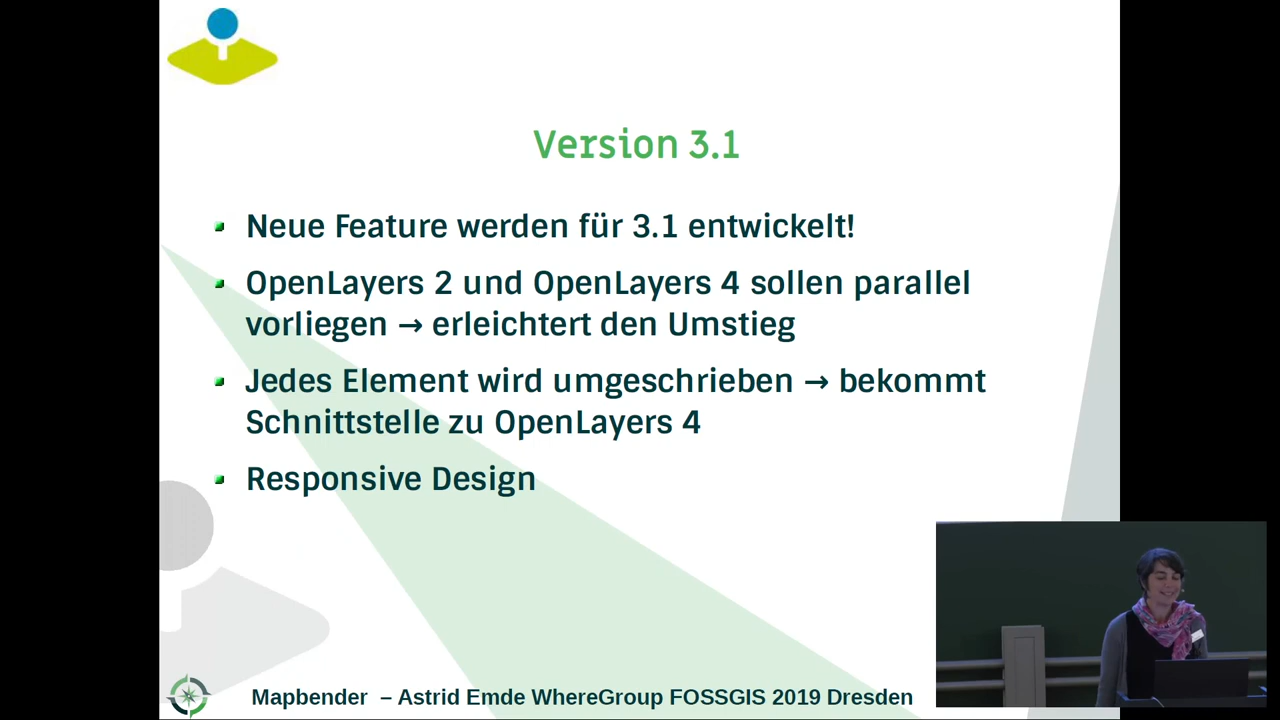 Version 3.1
Neue Feature werden für 3.1 entwickelt!
OpenLayers 2 und OpenLayers 4 sollen parallel
vorliegen → erleichtert den Umstieg
Jedes Element wird umgeschrieben → bekommt
Schnittstelle zu OpenLayers 4
Responsive Design
Mapbender – Astrid Emde WhereGroup FOSSGIS 2019 Dresden